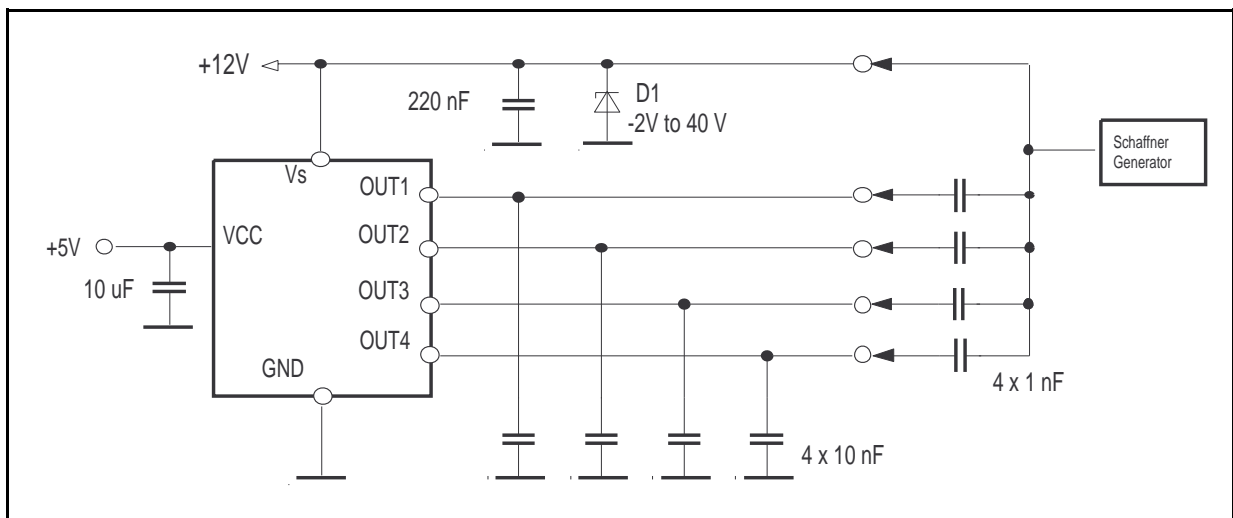 +12V
220 nF
D1
-2V to 40 V
Schaffner
Generator
Vs
OUT1
+5V
VCC
OUT2
10 uF
OUT3
OUT4
GND
4 x 1 nF
4 x 10 nF